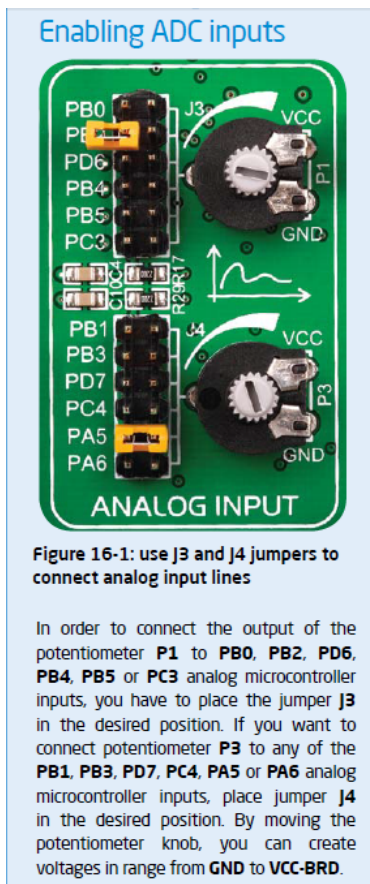 Enabling ADC inputs
PB0
J3
VCC
PD6
P1
PB4
PB5
PC3
GND
C10
C4
R29
R17
PB1
J4
VCC
PB3
PD7
PC4
P3
PA5
PA6
GND
ANALOG INPUT
Figure 16-1: use J3 and J4 jumpers to
connect analog input lines
In order to connect the output of the
potentiometer P1 to PB0, PB2, PD6,
PB4, PB5 or PC3 analog microcontroller
inputs, you have to place the jumper J3
in the desired position. If you want to
connect potentiometer P3 to any of the
PB1, PB3, PD7, PC4, PA5 or PA6 analog
microcontroller inputs, place jumper J4
in the desired position. By moving the
potentiometer knob, you can create
voltages in range from GND to VCC-BRD.